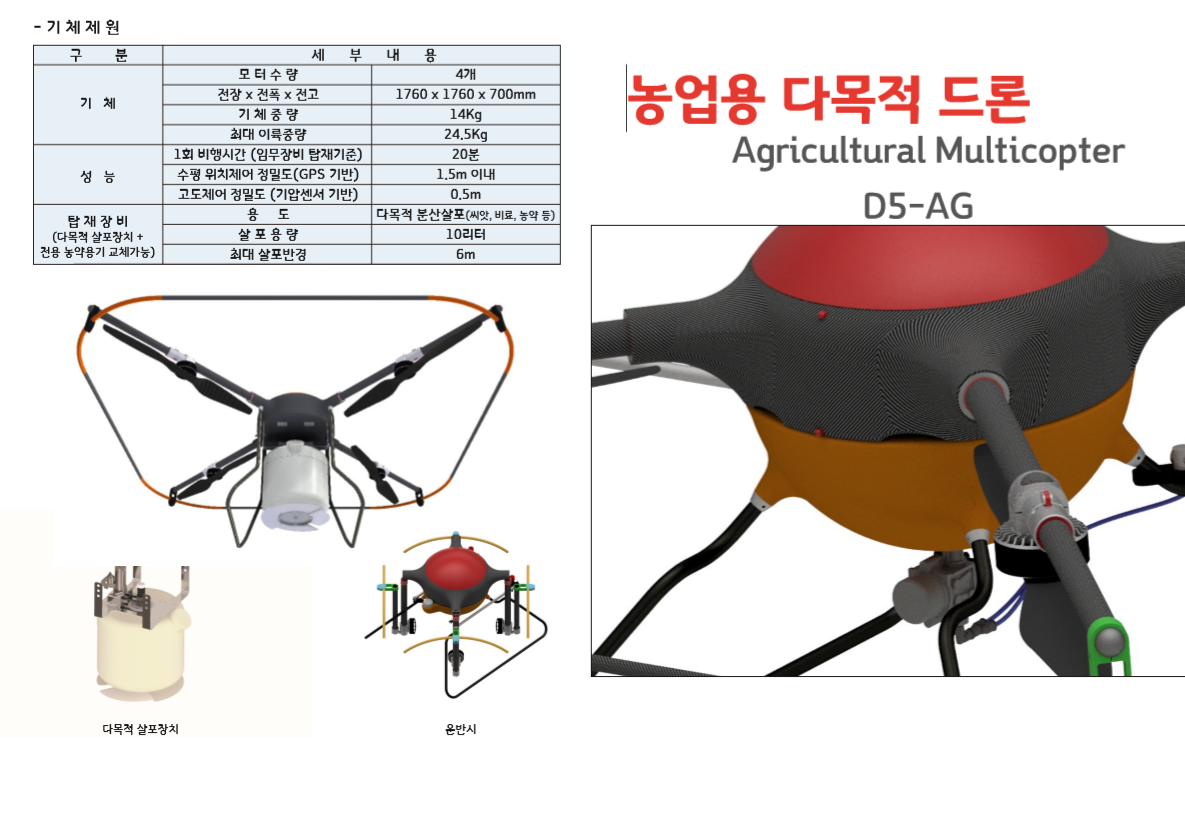 - 기 체 제 원
구 분 세 부 내 용
기 체 모 터 수 량 4개
전장 x 전폭 x 전고 1760 x 1760 x 700mm
기 체 중 량 14Kg
최대 이륙중량 24.5Kg
성 능 1회 비행시간 (임무장비 탑재기준) 20분
수평 위치제어 정밀도(GPS 기반) 1.5m 이내
고도제어 정밀도 (기압센서 기반) 0.5m
탑 재 장 비
(다목적 살포장치 +
전용 농약용기 교체가능)
용 도 다목적 분산살포(씨앗, 비료, 농약 등)
살 포 용 량 10리터
최대 살포반경 6m
다목적 살포장치
운반시
농업용 다목적 드론
Agricultural Multicopter
D5-AG